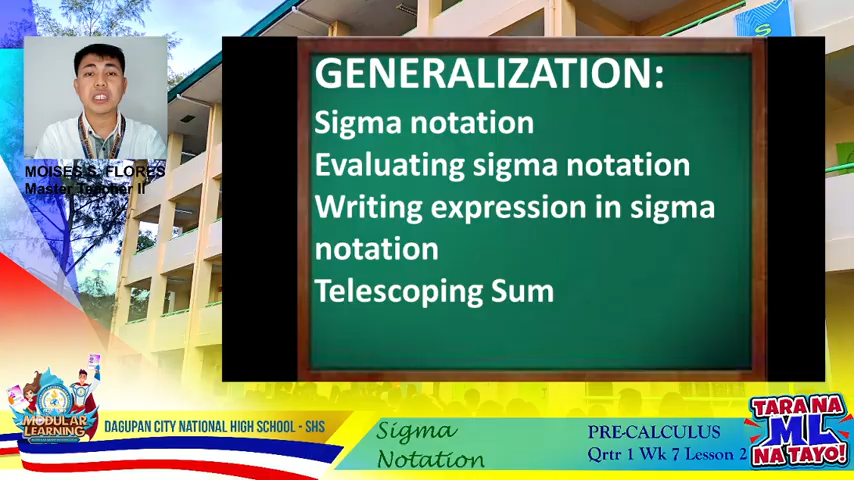 GENERALIZATION:
Sigma notation
Evaluating sigma notation
Writing expression in sigma
notation
Telescoping Sum
MOISES S. FLORES
Master Teacher II
MODULAR
LEARNING
DAGUPAN CITY NATIONAL HIGH SCHOOL - SHS
Sigma
Notation
PRE-CALCULUS
Qrtr 1 Wk 7 Lesson 2
TARA NA
ML
NA TAYO!